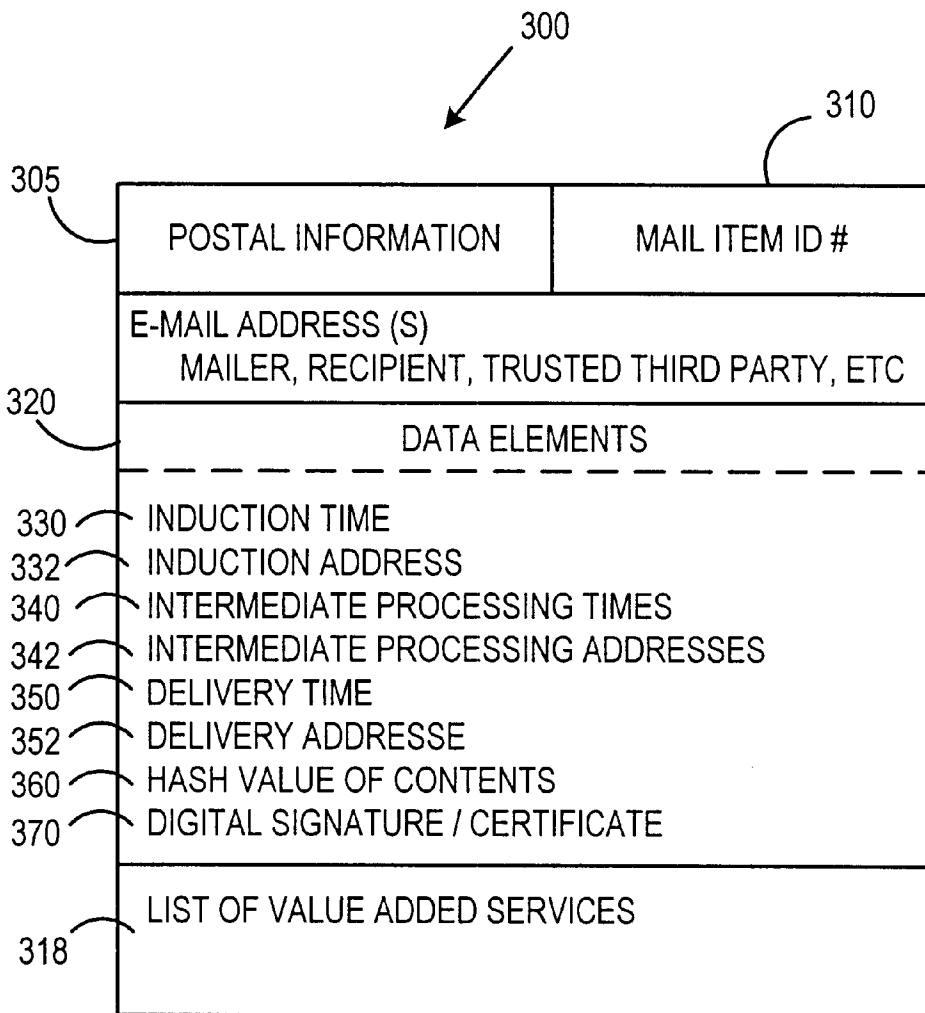 300
310
305
POSTAL INFORMATION
MAIL ITEM ID #
E-MAIL ADDRESS (S)
MAILER, RECIPIENT, TRUSTED THIRD PARTY, ETC
320
DATA ELEMENTS
330 INDUCTION TIME
332 INDUCTION ADDRESS
340 INTERMEDIATE PROCESSING TIMES
342 INTERMEDIATE PROCESSING ADDRESSES
350 DELIVERY TIME
352 DELIVERY ADDRESSE
360 HASH VALUE OF CONTENTS
370 DIGITAL SIGNATURE / CERTIFICATE
LIST OF VALUE ADDED SERVICES
318